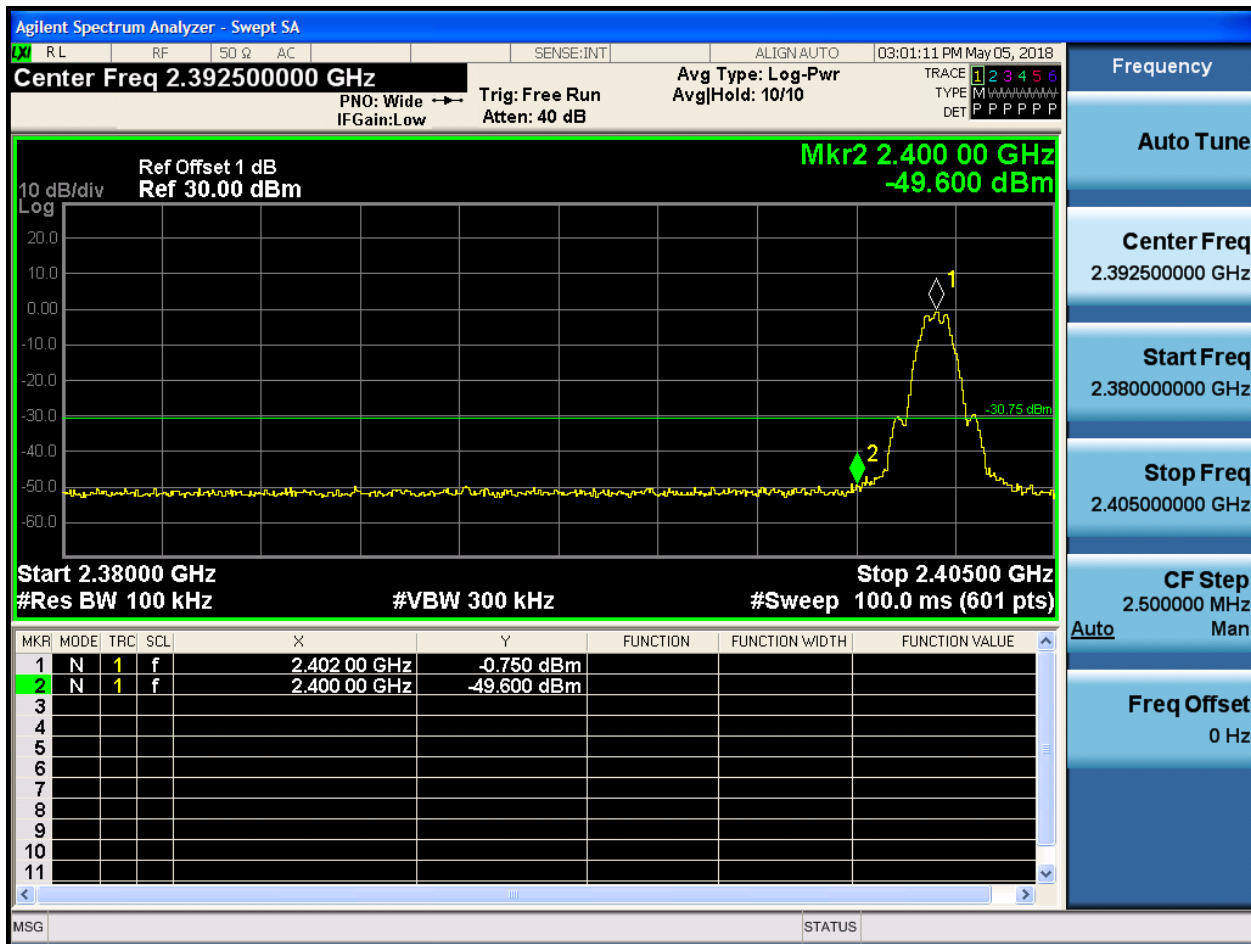 Agilent Spectrum Analyzer - Swept SA
LXI RL RF 50 Ω AC SENSE:INT ALIGN AUTO 03:01:11 PM May 05, 2018
Center Freq 2.392500000 GHz
PNO: Wide
IFGain:Low
Trig: Free Run
Atten: 40 dB
Avg Type: Log-Pwr
Avg|Hold: 10/10
TRACE 1 2 3 4 5 6
TYPE M
DET P P P P P P
Ref Offset 1 dB
10 dB/div Ref 30.00 dBm
Log
Mkr2 2.400 00 GHz
-49.600 dBm
20.0
10.0
0.00
-10.0
-20.0
-30.0
-40.0
-50.0
-60.0
1
-30.75 dBm
2
Start 2.38000 GHz Stop 2.40500 GHz
#Res BW 100 kHz #VBW 300 kHz #Sweep 100.0 ms (601 pts)
MKR MODE TRC SCL X Y FUNCTION FUNCTION WIDTH FUNCTION VALUE
1 N 1 f 2.402 00 GHz -0.750 dBm
2 N 1 f 2.400 00 GHz -49.600 dBm
3
4
5
6
7
8
9
10
11
MSG STATUS
Frequency
Auto Tune
Center Freq
2.392500000 GHz
Start Freq
2.380000000 GHz
Stop Freq
2.405000000 GHz
CF Step
2.500000 MHz
Auto Man
Freq Offset
0 Hz